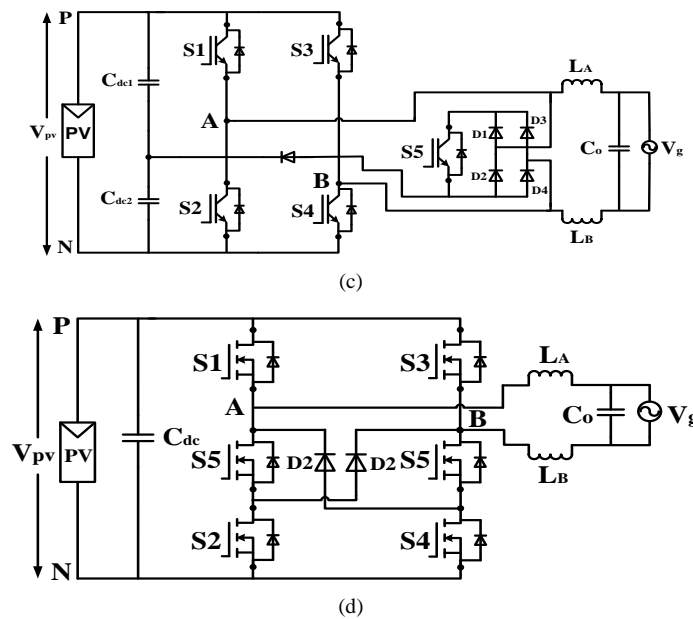 P
S1
S3
Cdc1
LA
A
D1
D3
Vpv
PV
S5
Co
Vg
B
D2
D4
Cdc2
S2
S4
N
LB
(c)
P
S1
S3
LA
A
B
Co
Vg
Vpv
PV
Cdc
S5
D2
D2
S5
LB
S2
S4
N
(d)